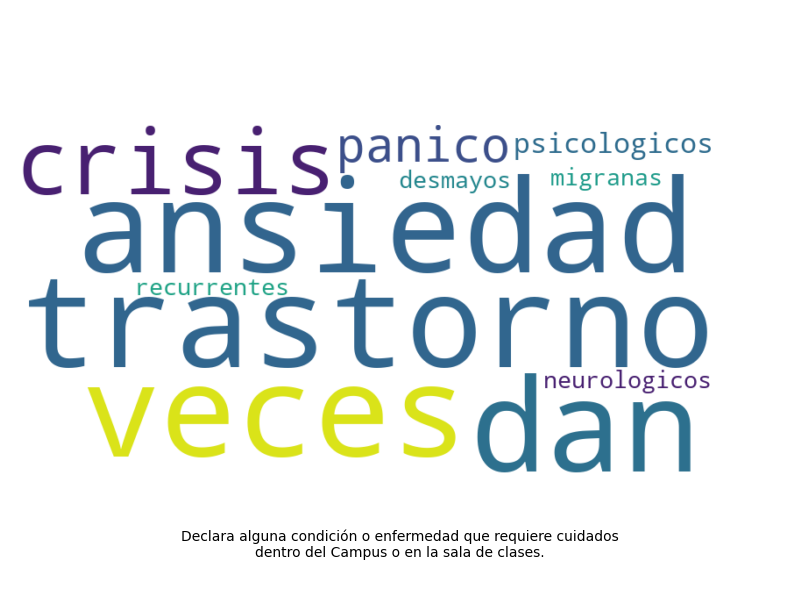 crisis panico psicologicos
desmayos migranas
ansiedad
recurrentes
trastorno
neurologicos
veces dan
Declara alguna condición o enfermedad que requiere cuidados
dentro del Campus o en la sala de clases.